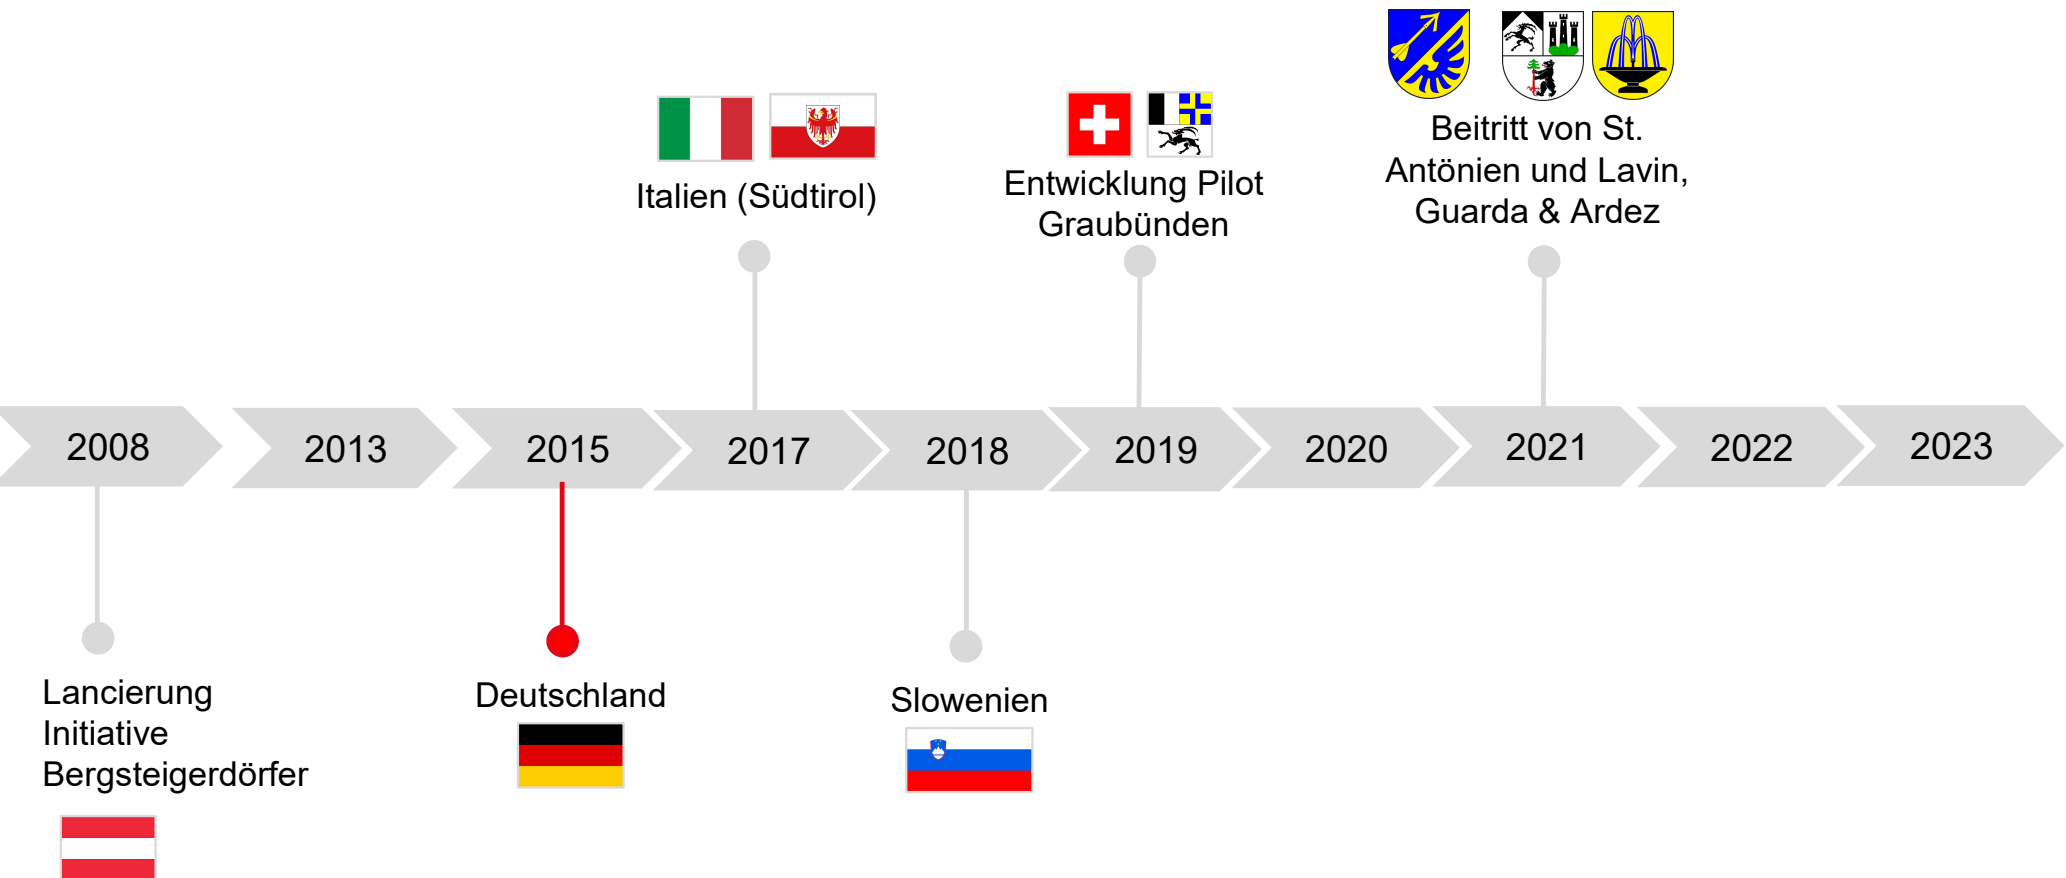 Italien (Südtirol)
Entwicklung Pilot
Graubünden
Beitritt von St.
Antönien und Lavin,
Guarda & Ardez
2008
2013
2015
2017
2018
2019
2020
2021
2022
2023
Lancierung
Initiative
Bergsteigerdörfer
Deutschland
Slowenien